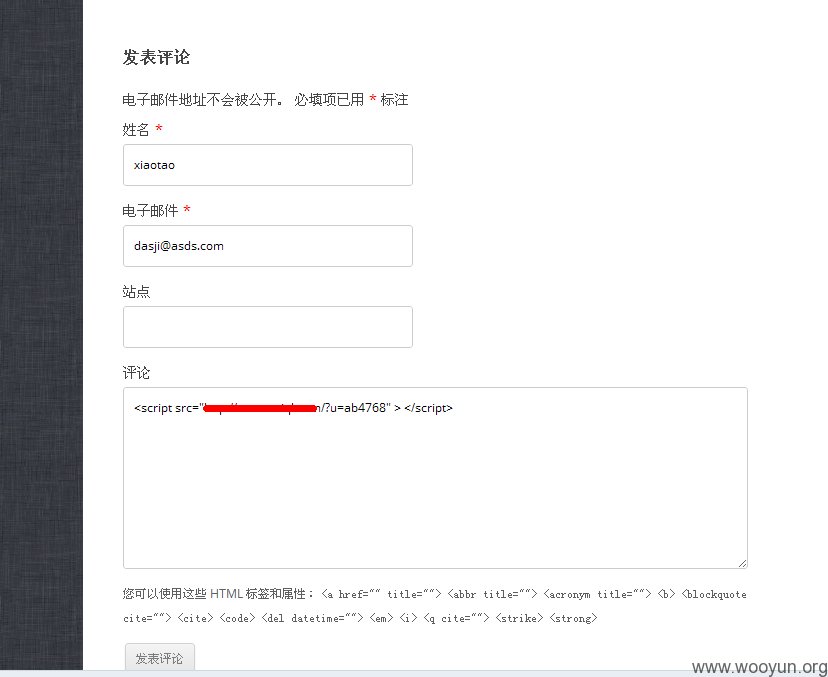 发表评论
电子邮件地址不会被公开。 必填项已用 * 标注
姓名 *
xiaotao
电子邮件 *
dasji@asds.com
站点
评论
<script src="/?u=ab4768" > </script>
您可以使用这些 HTML 标签和属性： <a href="" title=""> <abbr title=""> <acronym title=""> <b> <blockquote
cite=""> <cite> <code> <del datetime=""> <em> <i> <q cite=""> <strike> <strong>
发表评论
www.wooyun.org